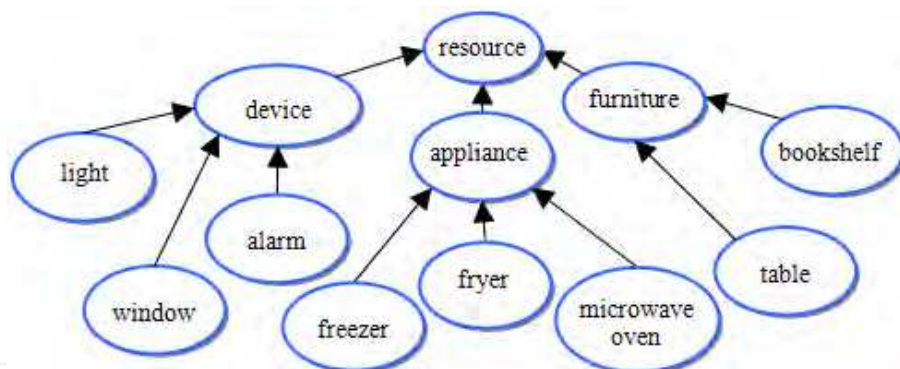 resource
device
furniture
appliance
bookshelf
light
alarm
fryer
table
window
freezer
microwave
oven